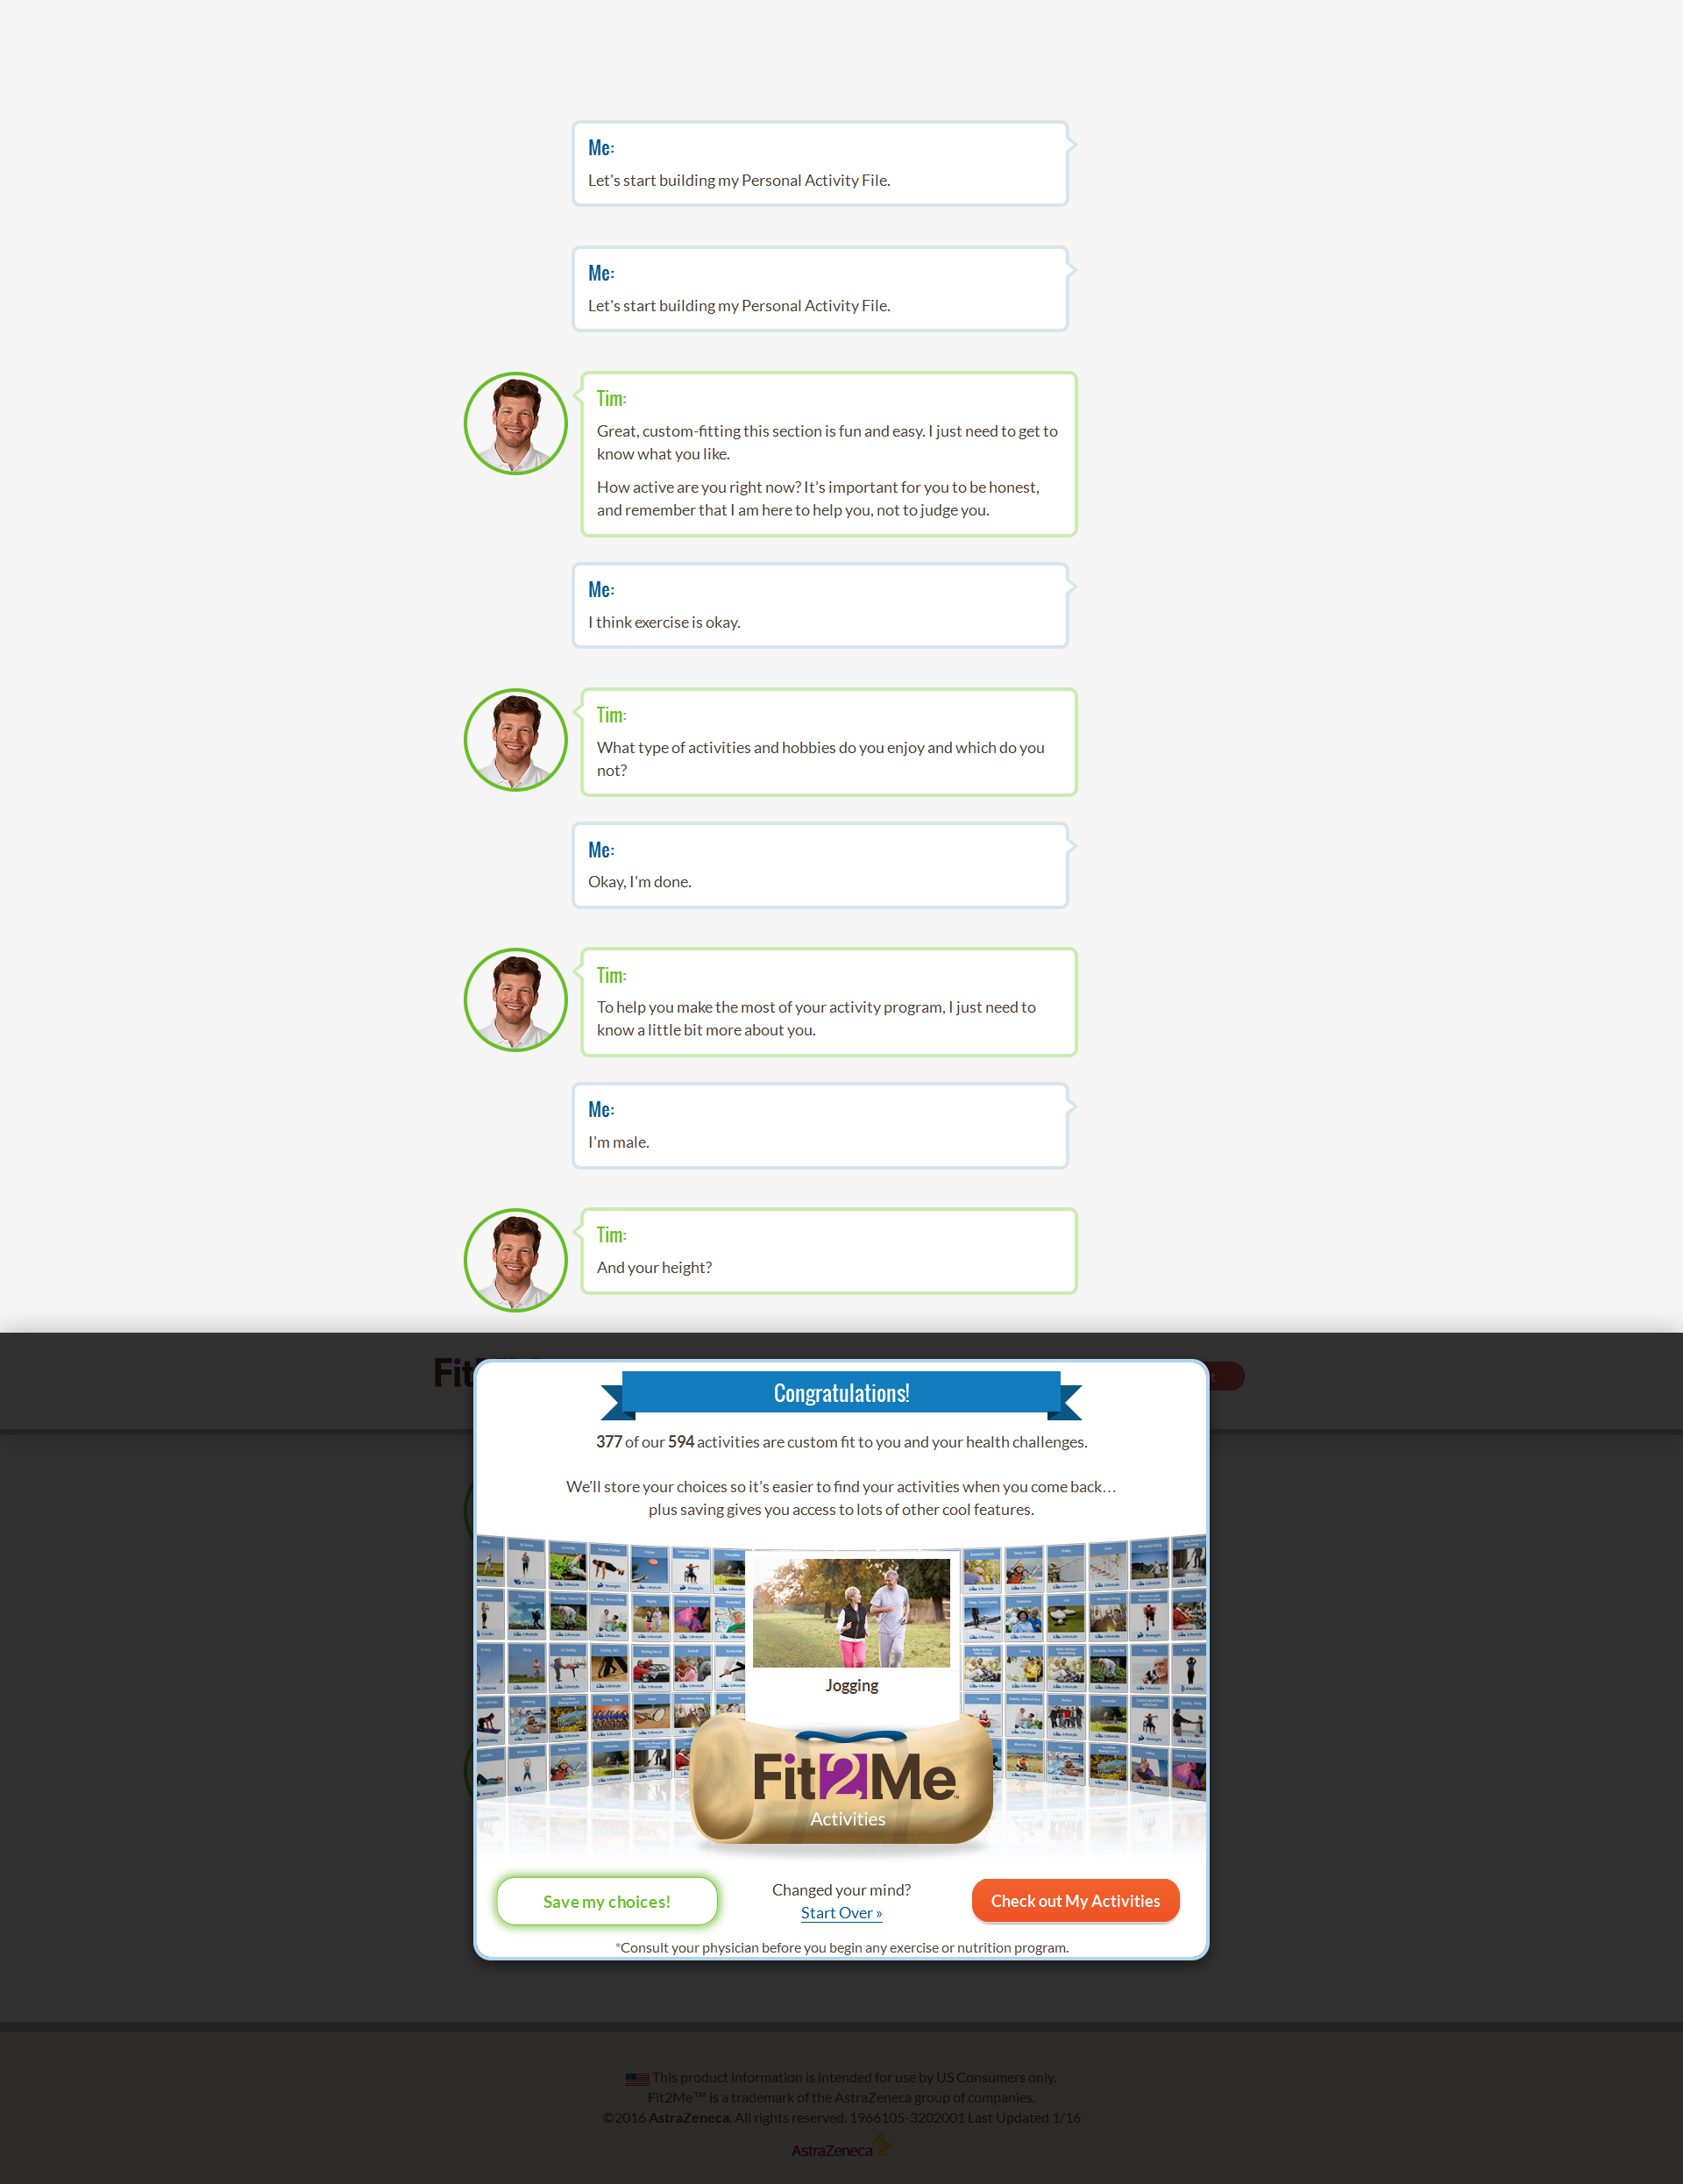 Me:
Let's start building my Personal Activity File.
Me:
Let's start building my Personal Activity File.
Tim:
Great, custom-fitting this section is fun and easy. I just need to get to
know what you like.
How active are you right now? It’s important for you to be honest,
and remember that I am here to help you, not to judge you.
Me:
I think exercise is okay.
Tim:
What type of activities and hobbies do you enjoy and which do you
not?
Me:
Okay, I'm done.
Tim:
To help you make the most of your activity program, I just need to
know a little bit more about you.
Me:
I'm male.
Tim:
And your height?
Fit
Congratulations!
377 of our 594 activities are custom fit to you and your health challenges.
We’ll store your choices so it’s easier to find your activities when you come back…
plus saving gives you access to lots of other cool features.
Jogging
Fit2Me™
Activities
Save my choices!
Changed your mind?
Start Over »
Check out My Activities
*Consult your physician before you begin any exercise or nutrition program.
This product information is intended for use by US Consumers only.
Fit2Me™ is a trademark of the AstraZeneca group of companies.
©2016 AstraZeneca. All rights reserved. 1966105-3202001 Last Updated 1/16
AstraZeneca